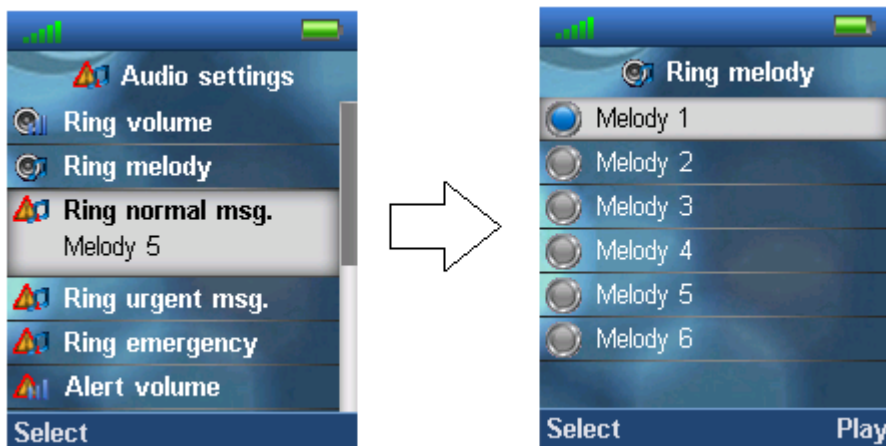 Audio settings
Ring volume
Ring melody
Ring normal msg.
Melody 5
Ring urgent msg.
Ring emergency
Alert volume
Select
Ring melody
Melody 1
Melody 2
Melody 3
Melody 4
Melody 5
Melody 6
Select Play